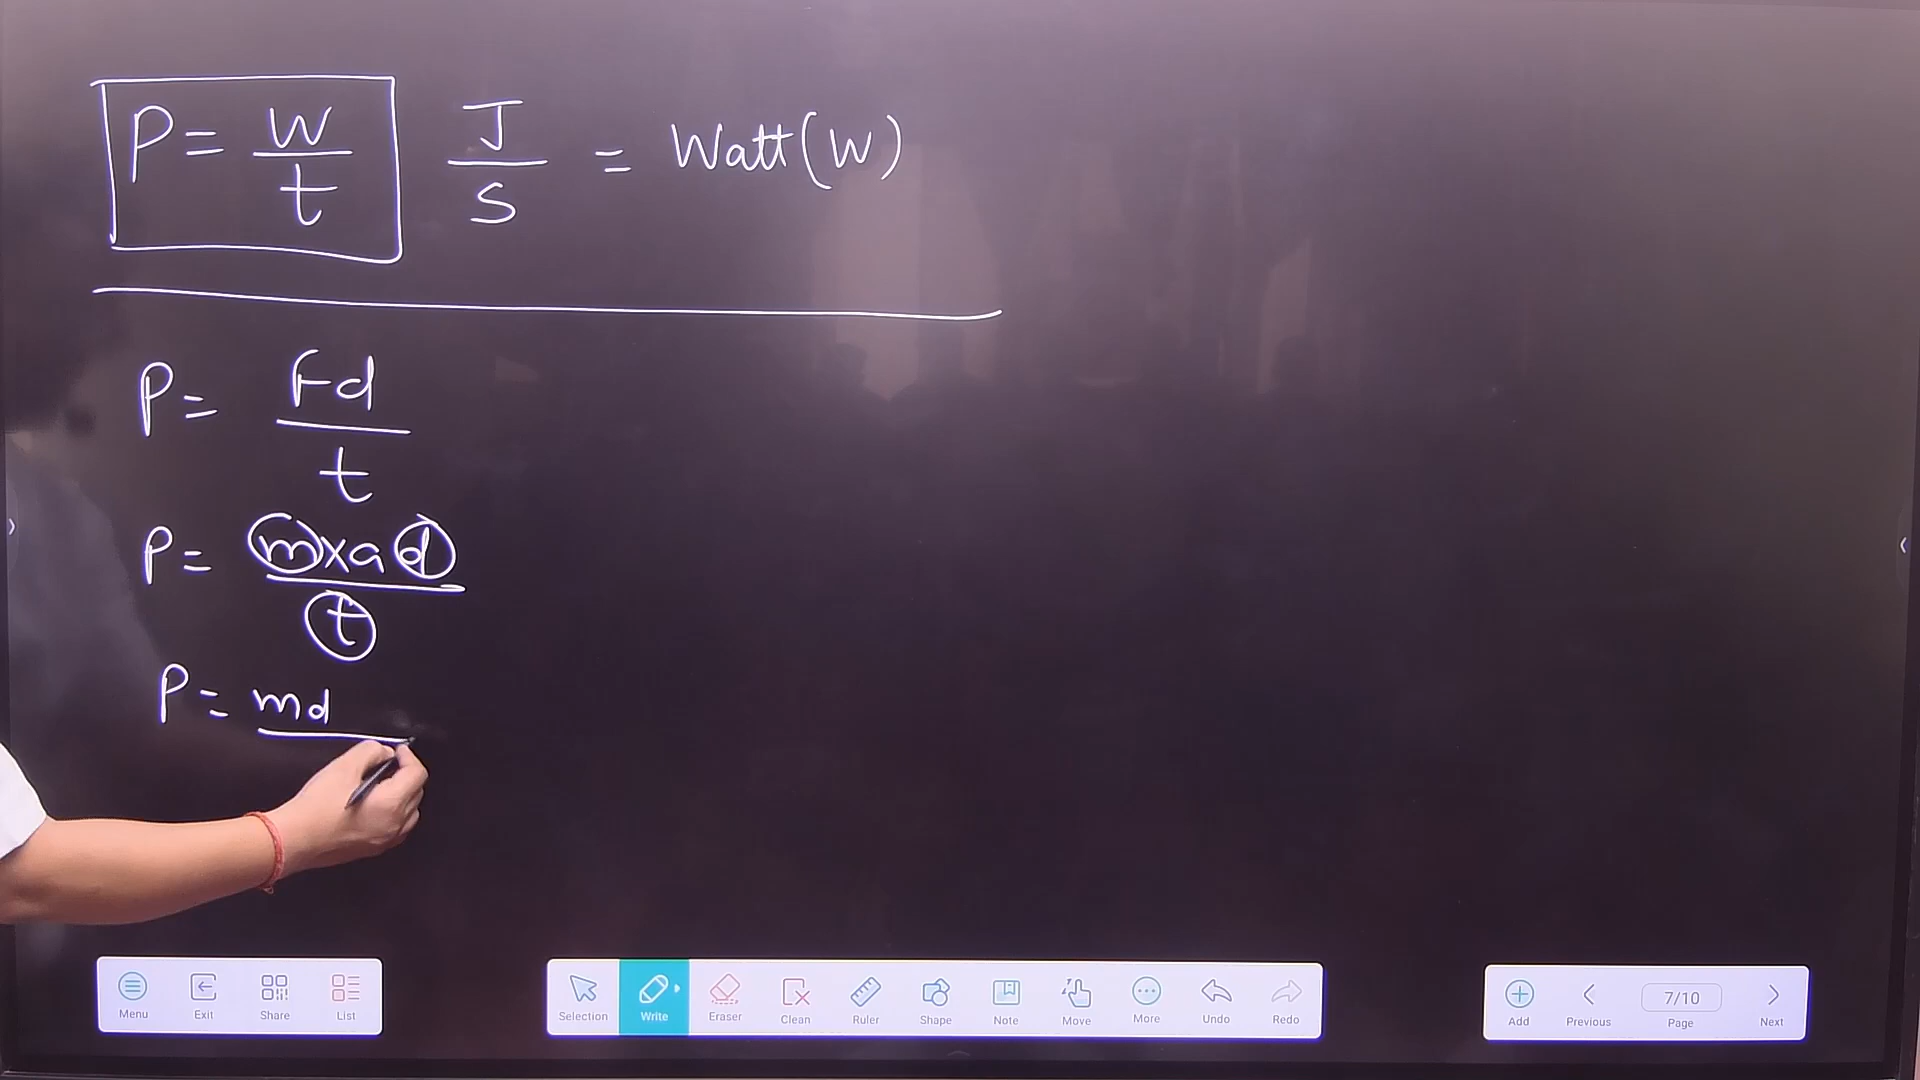 P = W/t J/s = Watt (W)
P = Fd/t
P = m×a d/t
P = md
Menu Exit Share List
Selection Write Eraser Clean Ruler Shape Note Move More Undo Redo
Add Previous 7/10 Page Next